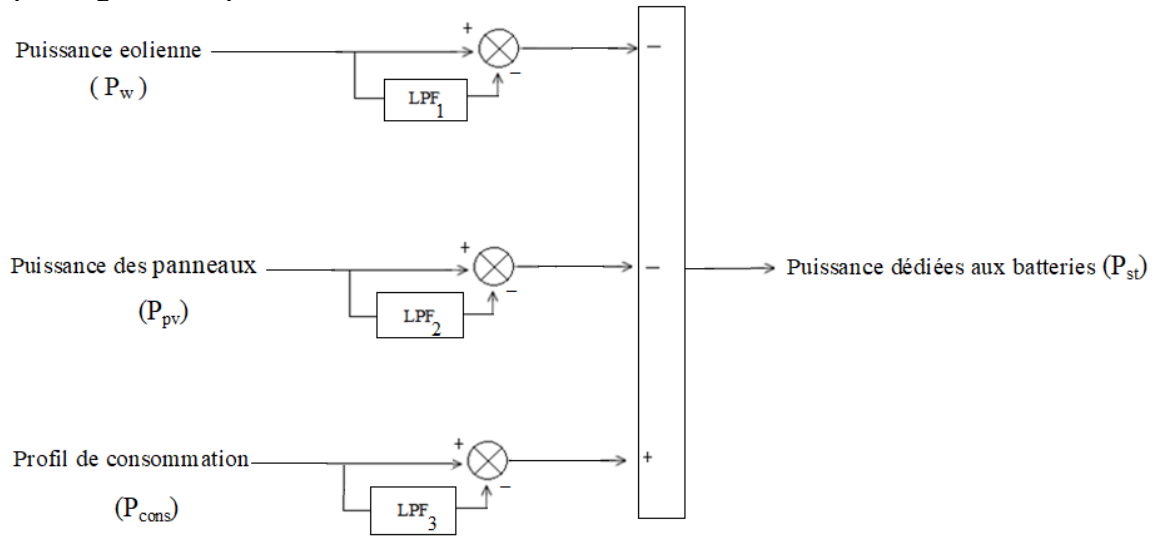 Puissance eolienne
( Pw )
+
−
LPF1
−
Puissance des panneaux
(Ppv)
+
−
LPF2
−
Puissance dédiées aux batteries (Pst)
Profil de consommation
(Pcons)
+
−
LPF3
+